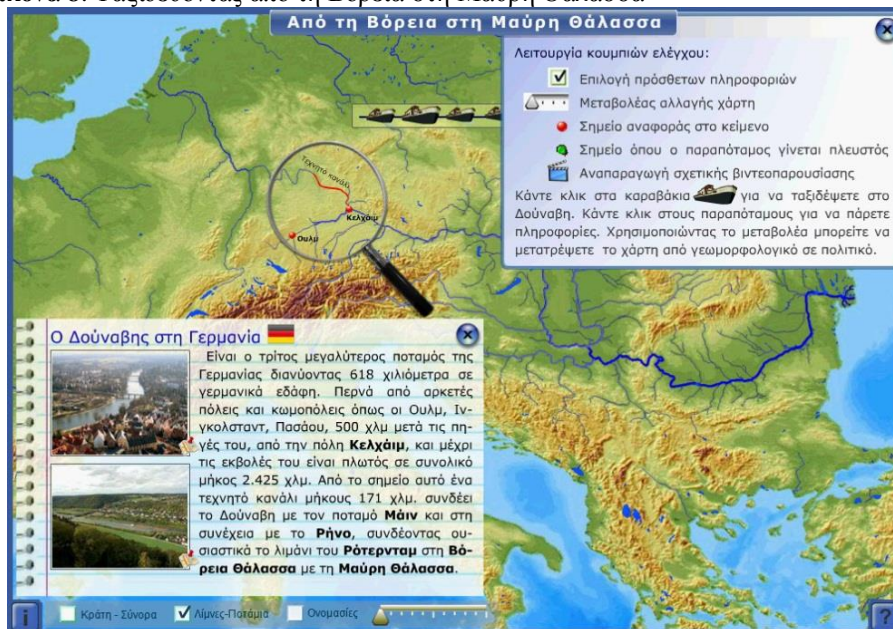 Από τη Βόρεια στη Μαύρη Θάλασσα
Λειτουργία κουμπιών ελέγχου:
Επιλογή πρόσθετων πληροφοριών
Μεταβολέας αλλαγής χάρτη
Σημείο αναφοράς στο κείμενο
Σημείο όπου ο παραπόταμος γίνεται πλευστός
Αναπαραγωγή σχετικής βιντεοπαρουσίασης
Κάντε κλικ στα καραβάκια για να ταξιδέψετε στο
Δούναβη. Κάντε κλικ στους παραπόταμους για να πάρετε
πληροφορίες. Χρησιμοποιώντας το μεταβολέα μπορείτε να
μετατρέψετε το χάρτη από γεωμορφολογικό σε πολιτικό.
Τεχνητό κανάλι
Κελχάιμ
Ουλμ
Ο Δούναβης στη Γερμανία
Είναι ο τρίτος μεγαλύτερος ποταμός της
Γερμανίας διανύοντας 618 χιλιόμετρα σε
γερμανικά εδάφη. Περνά από αρκετές
πόλεις και κωμοπόλεις όπως οι Ουλμ, Ιν-
γκολσταντ, Πασάου, 500 χλμ μετά τις πη-
γές του, από την πόλη Κελχάιμ, και μέχρι
τις εκβολές του είναι πλωτός σε συνολικό
μήκος 2.425 χλμ. Από το σημείο αυτό ένα
τεχνητό κανάλι μήκους 171 χλμ. συνδέει
το Δούναβη με τον ποταμό Μάιν και στη
συνέχεια με το Ρήνο, συνδέοντας ου-
σιαστικά το λιμάνι του Ρότερνταμ στη Βό-
ρεια Θάλασσα με τη Μαύρη Θάλασσα.
i
Κράτη - Σύνορα
Λίμνες-Ποτάμια
Ονομασίες
?